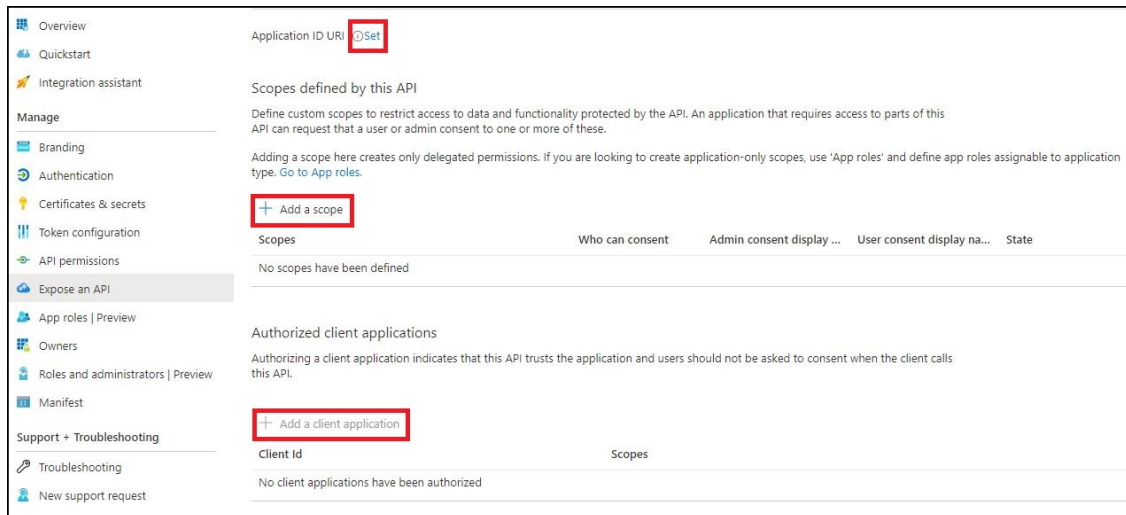 Overview
Quickstart
Integration assistant
Manage
Branding
Authentication
Certificates & secrets
Token configuration
API permissions
Expose an API
App roles | Preview
Owners
Roles and administrators | Preview
Manifest
Support + Troubleshooting
Troubleshooting
New support request
Application ID URI Set
Scopes defined by this API
Define custom scopes to restrict access to data and functionality protected by the API. An application that requires access to parts of this
API can request that a user or admin consent to one or more of these.
Adding a scope here creates only delegated permissions. If you are looking to create application-only scopes, use 'App roles' and define app roles assignable to application
type. Go to App roles.
+ Add a scope
Scopes Who can consent Admin consent display ... User consent display na... State
No scopes have been defined
Authorized client applications
Authorizing a client application indicates that this API trusts the application and users should not be asked to consent when the client calls
this API.
+ Add a client application
Client Id Scopes
No client applications have been authorized